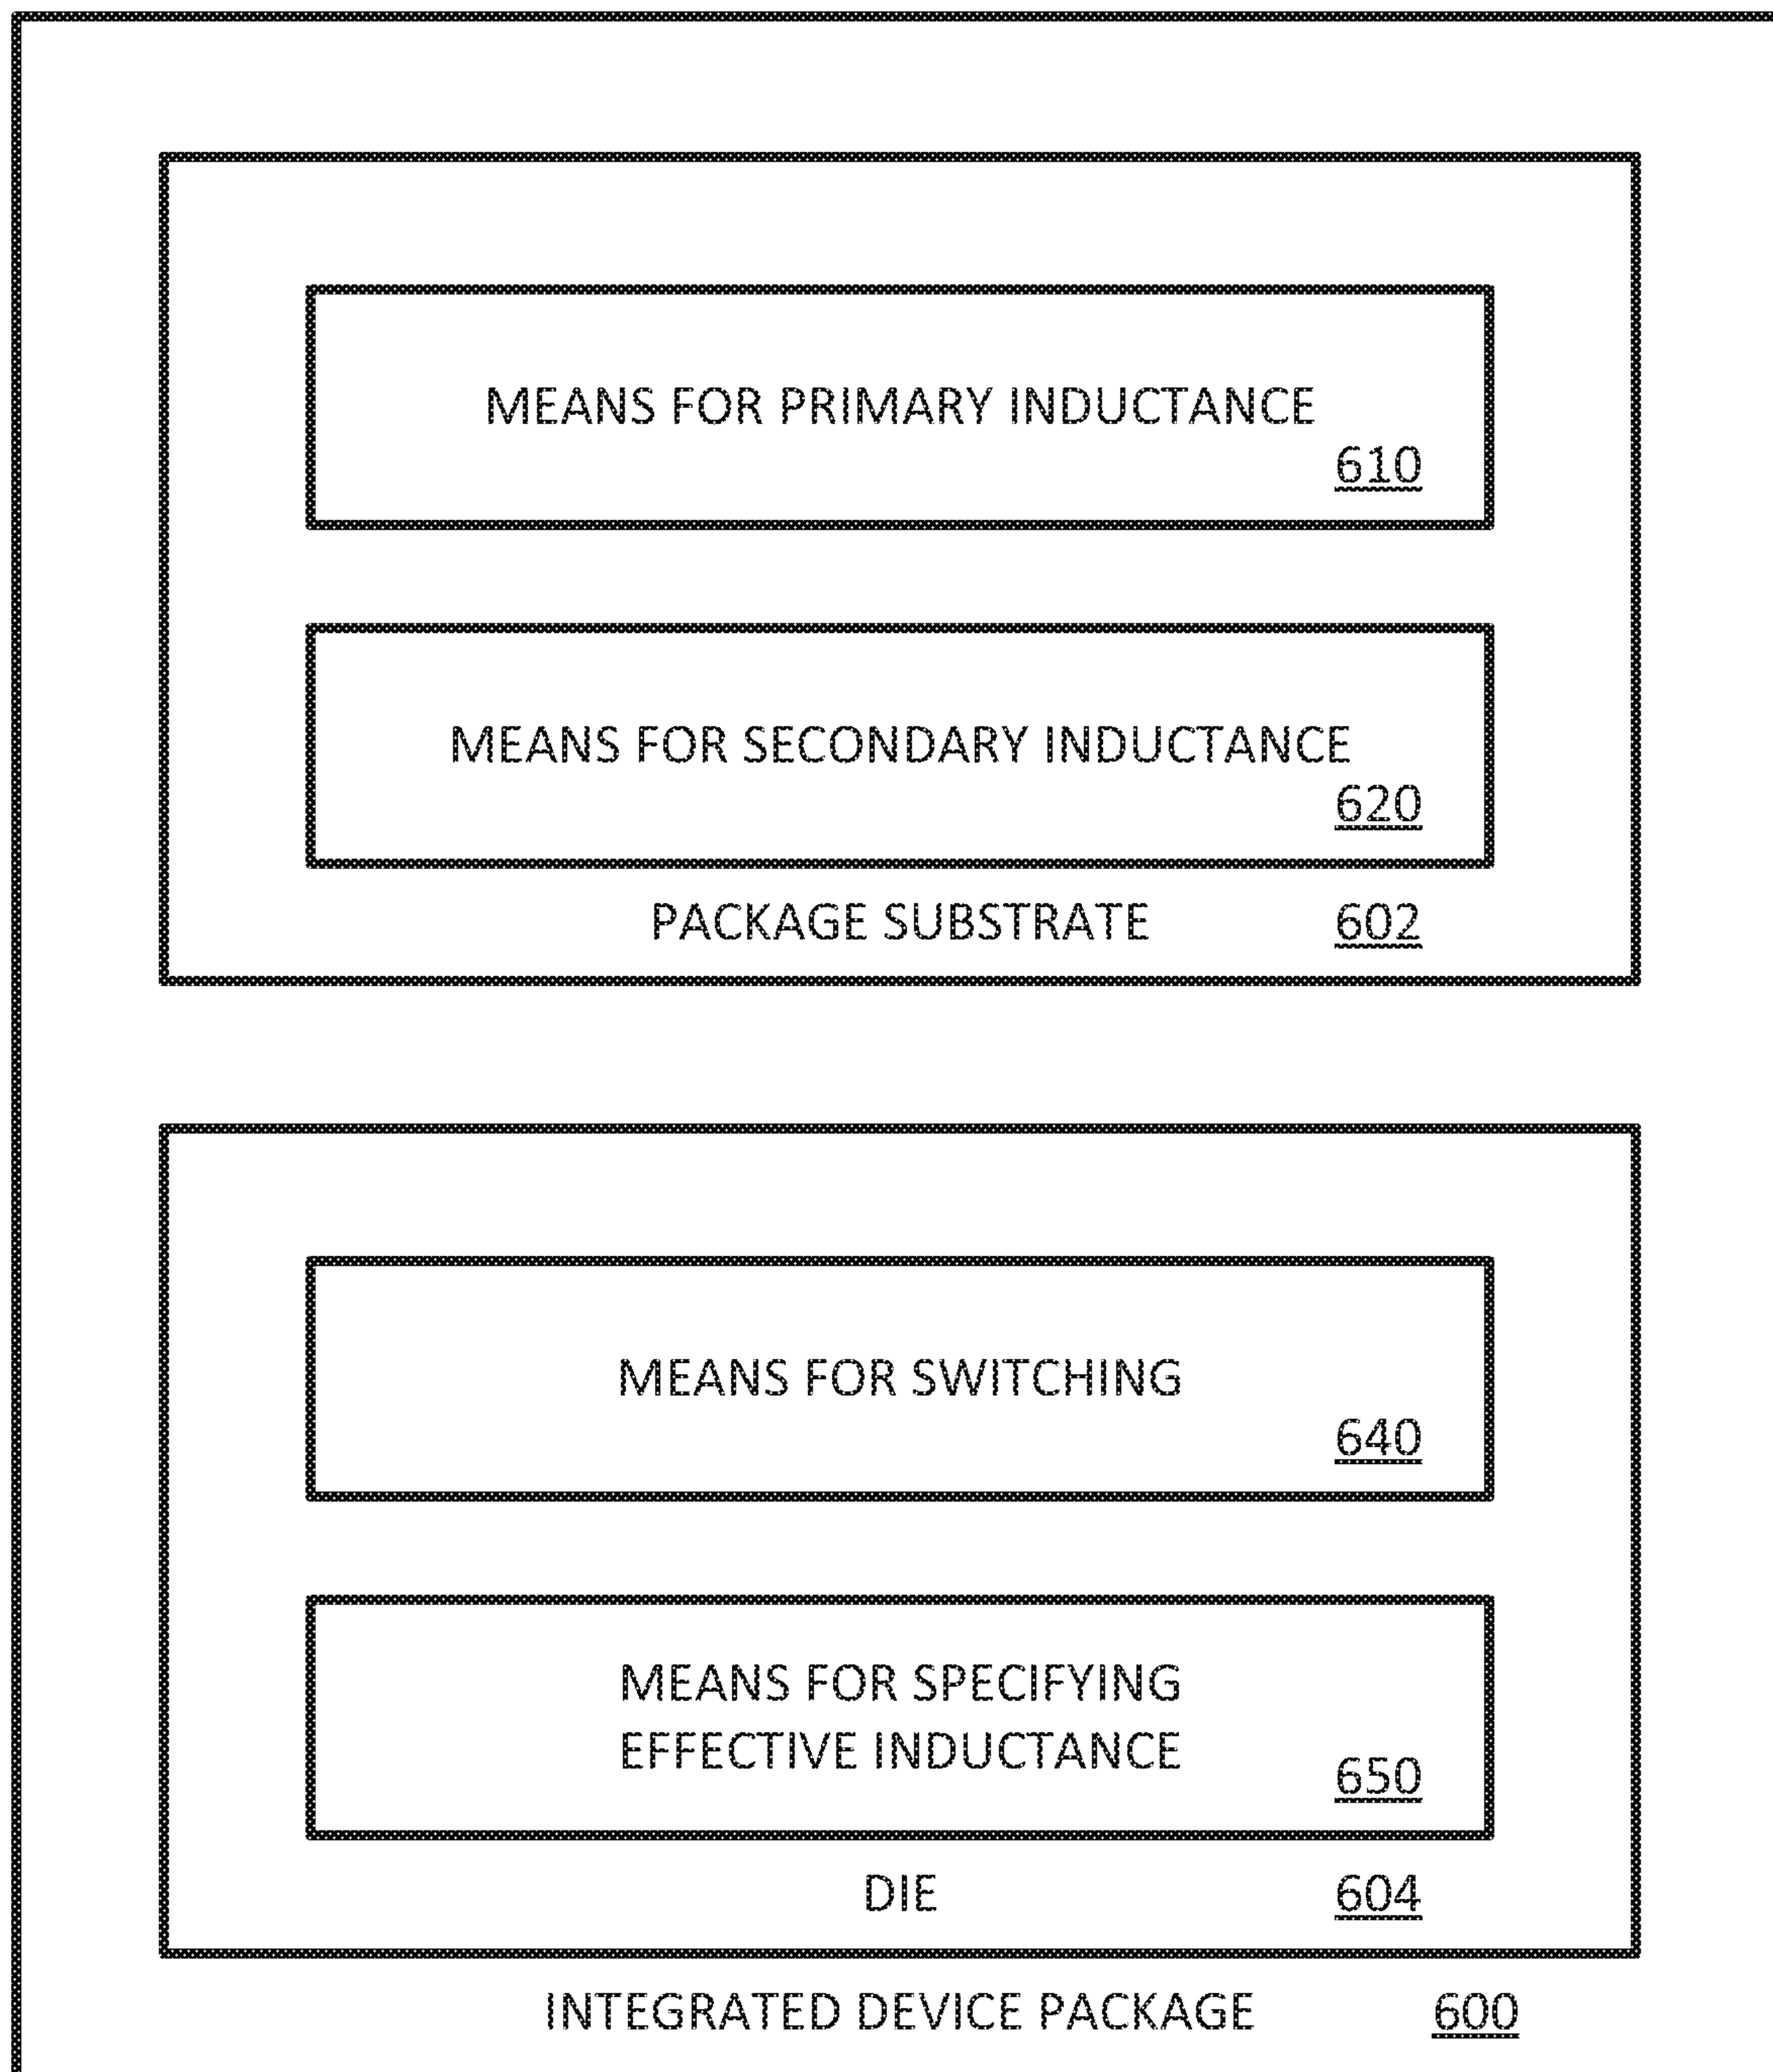 MEANS FOR PRIMARY INDUCTANCE
610
MEANS FOR SECONDARY INDUCTANCE
620
PACKAGE SUBSTRATE 602
MEANS FOR SWITCHING
640
MEANS FOR SPECIFYING
EFFECTIVE INDUCTANCE
650
DIE 604
INTEGRATED DEVICE PACKAGE 600